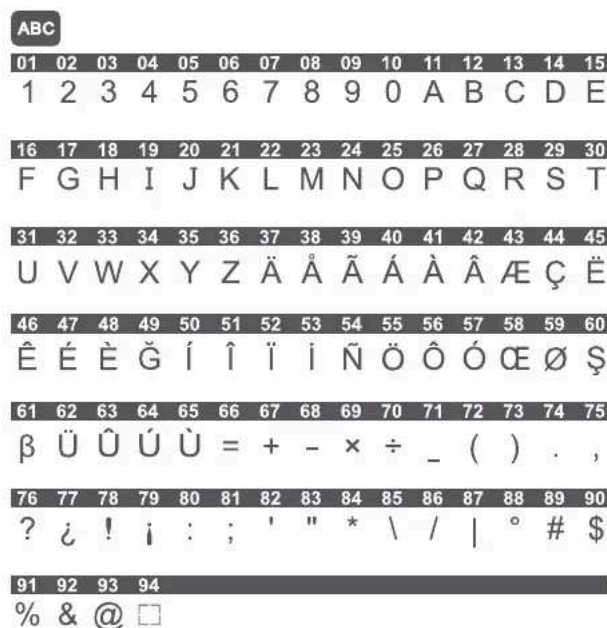 ABC
01 02 03 04 05 06 07 08 09 10 11 12 13 14 15
1 2 3 4 5 6 7 8 9 0 A B C D E
16 17 18 19 20 21 22 23 24 25 26 27 28 29 30
F G H I J K L M N O P Q R S T
31 32 33 34 35 36 37 38 39 40 41 42 43 44 45
U V W X Y Z Ä Å Ã Á À Â Æ Ç Ë
46 47 48 49 50 51 52 53 54 55 56 57 58 59 60
Ê É È Ğ Í Î Ï İ Ñ Ö Ô Ó Œ Ø Ş
61 62 63 64 65 66 67 68 69 70 71 72 73 74 75
β Ü Û Ú Ù = + – × ÷ _ ( ) . ,
76 77 78 79 80 81 82 83 84 85 86 87 88 89 90
? ¿ ! ¡ : ; ' " * \ / | ° # $
91 92 93 94
% & @ ⬚